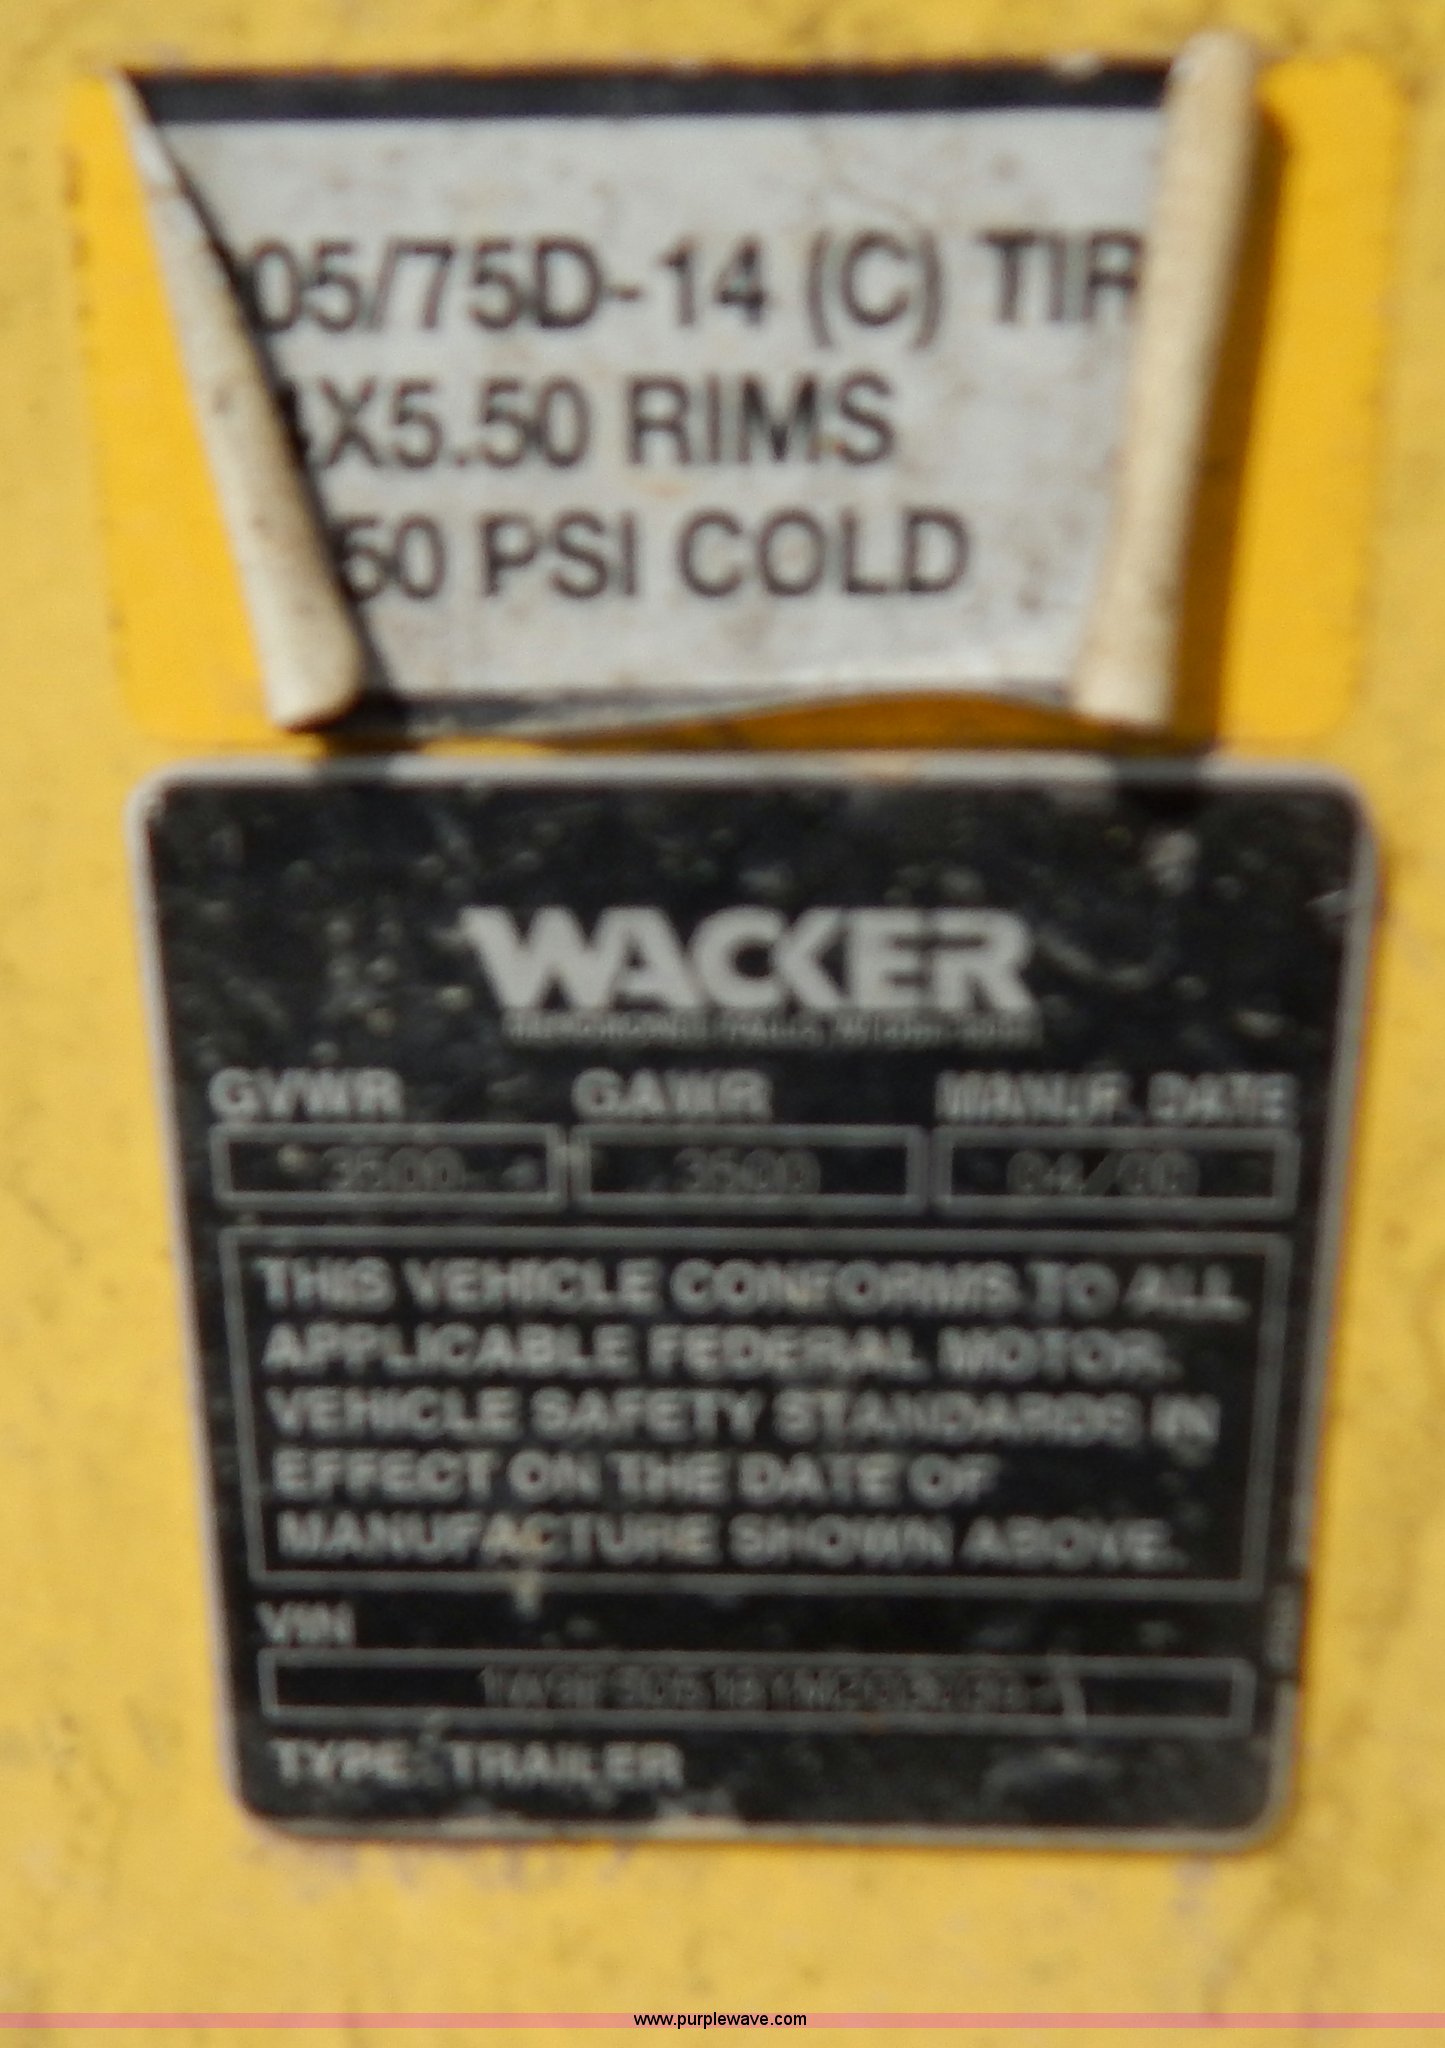 05/75D-14 (C) TIR
X5.50 RIMS
50 PSI COLD
WACKER
GVWR GAWR MANUF. DATE
3500 3500
THIS VEHICLE CONFORMS TO ALL
APPLICABLE FEDERAL MOTOR
VEHICLE SAFETY STANDARDS IN
EFFECT ON THE DATE OF
MANUFACTURE SHOWN ABOVE.
VIN
TYPE: TRAILER
www.purplewave.com